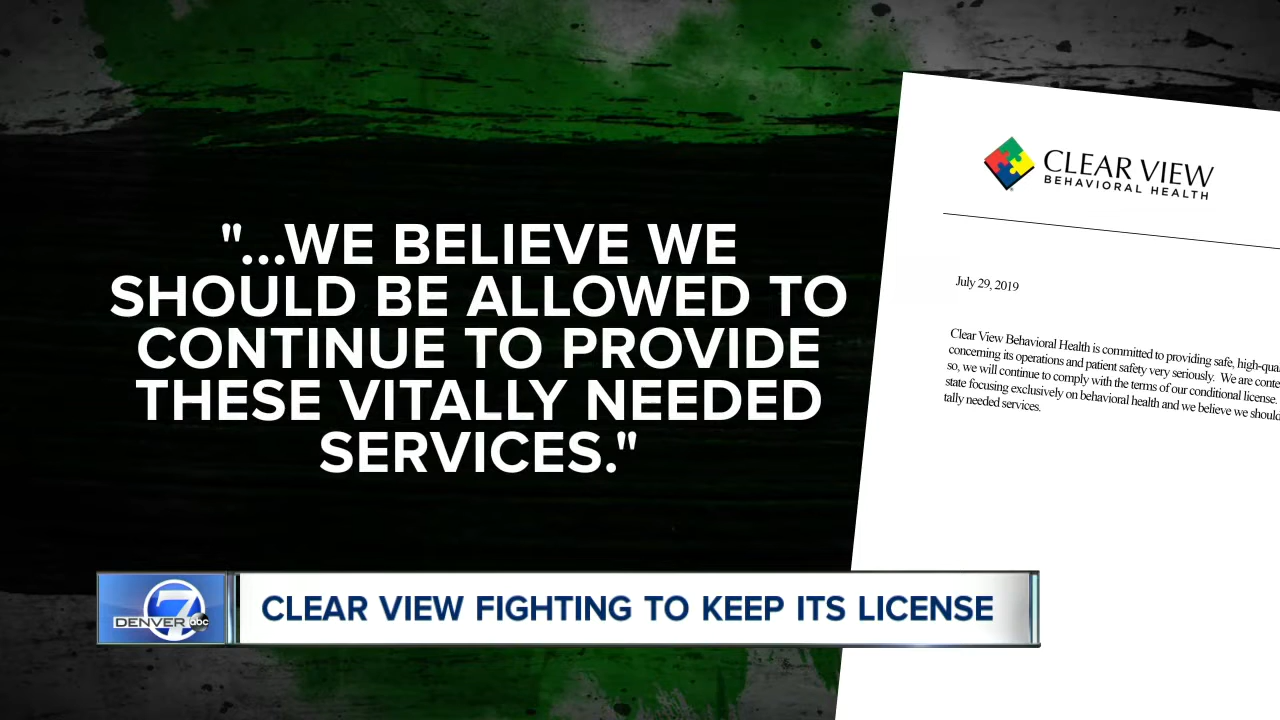 "...WE BELIEVE WE
SHOULD BE ALLOWED TO
CONTINUE TO PROVIDE
THESE VITALLY NEEDED
SERVICES."
CLEAR VIEW
BEHAVIORAL HEALTH
July 29, 2019
Clear View Behavioral Health is committed to providing safe, high-qua
concerning its operations and patient safety very seriously. We are conte
so, we will continue to comply with the terms of our conditional license.
state focusing exclusively on behavioral health and we believe we should
tally needed services.
7
DENVER abc
CLEAR VIEW FIGHTING TO KEEP ITS LICENSE